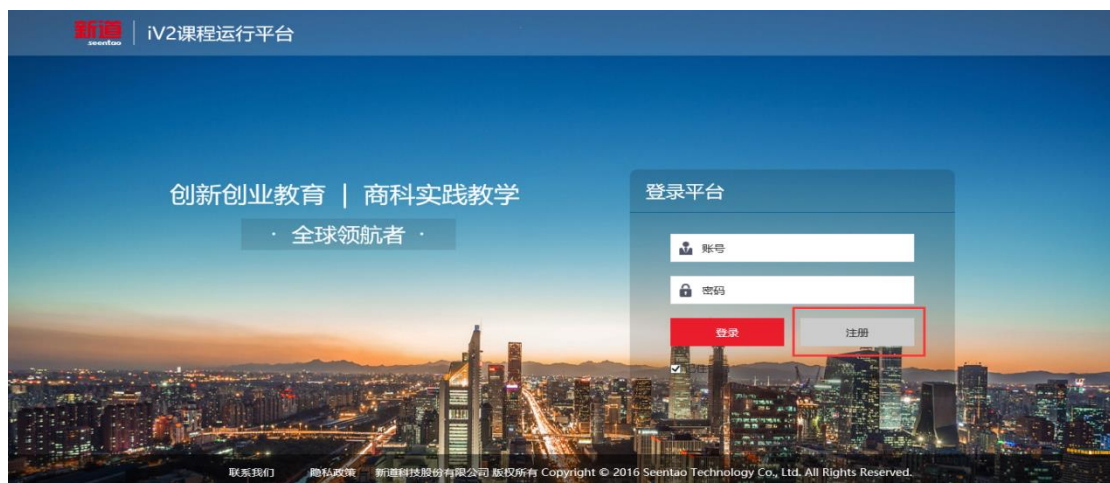 新道
seentao
iV2课程运行平台
创新创业教育 | 商科实践教学
· 全球领航者 ·
登录平台
账号
密码
登录
注册
联系我们 隐私政策 新道科技股份有限公司 版权所有 Copyright © 2016 Seentao Technology Co., Ltd. All Rights Reserved.